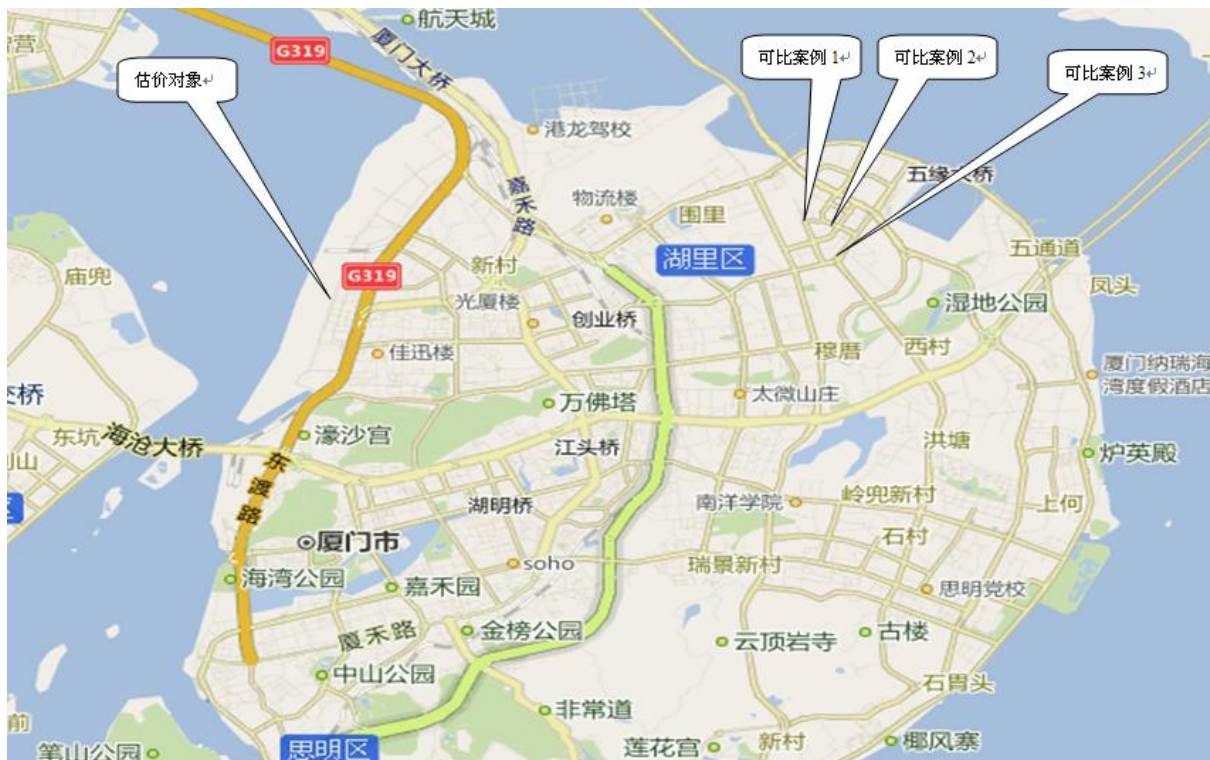 航天城
营
G319
厦门大桥
估价对象
可比案例 1
可比案例 2
可比案例 3
港龙驾校
五缘大桥
嘉禾路
物流楼
围里
湖里区
五通道
庙兜
G319
新村
凤头
光厦楼
创业桥
湿地公园
佳迅楼
穆厝
西村
厦门纳瑞海
湾度假酒店
交桥
万佛塔
太微山庄
东坑
海沧大桥
濠沙宫
江头桥
洪塘
炉英殿
山
东渡路
湖明桥
南洋学院
岭兜新村
上何
区
厦门市
石村
soho
瑞景新村
海湾公园
嘉禾园
思明党校
厦禾路
金榜公园
云顶岩寺
古楼
中山公园
石胃头
前
非常道
笔山公园
思明区
莲花宫
新村
椰风寨